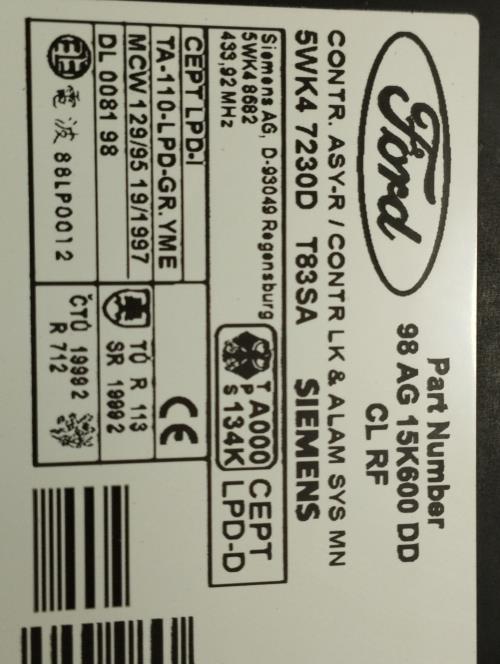 Ford
Part Number
98 AG 15K600 DD
CL RF
CONTR. ASY-R / CONTR LK & ALAM SYS MN
5WK4 7230D T83SA SIEMENS
Siemens AG, D-93049 Regensburg
5WK4 8682
433,92 MHz
T A000
P
S 134K
CEPT
LPD-D
CEPT LPD-I
TA-110-LPD-GR. YME
MCW 129/95 19/1997
DL 0081 98
CE
TÓ R 113
SR 1999 2
電波 88LP0012
ČTÚ 1999 2
R 712